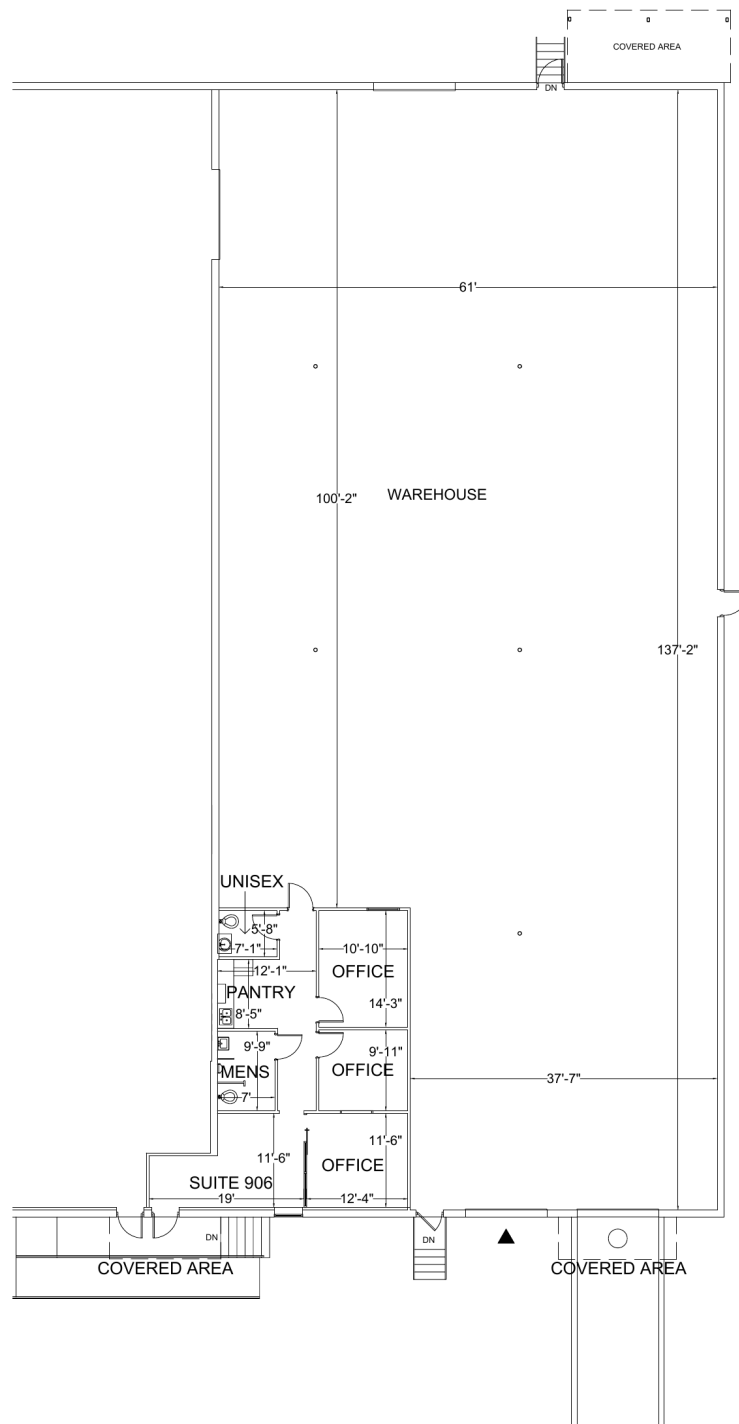 COVERED AREA
DN
61'
100'-2"
WAREHOUSE
137'-2"
UNISEX
5'-8"
7'-1"
10'-10"
12'-1"
OFFICE
PANTRY
14'-3"
8'-5"
9'-9"
9'-11"
MENS
OFFICE
37'-7"
7'
11'-6"
11'-6"
OFFICE
SUITE 906
19'
12'-4"
DN
DN
COVERED AREA
COVERED AREA